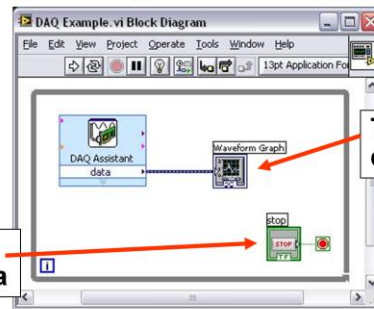 DAQ Example.vi Block Diagram
File Edit View Project Operate Tools Window Help
13pt Application Fo
DAQ Assistant
data
Waveform Graph
stop
STOP
TF
i
a